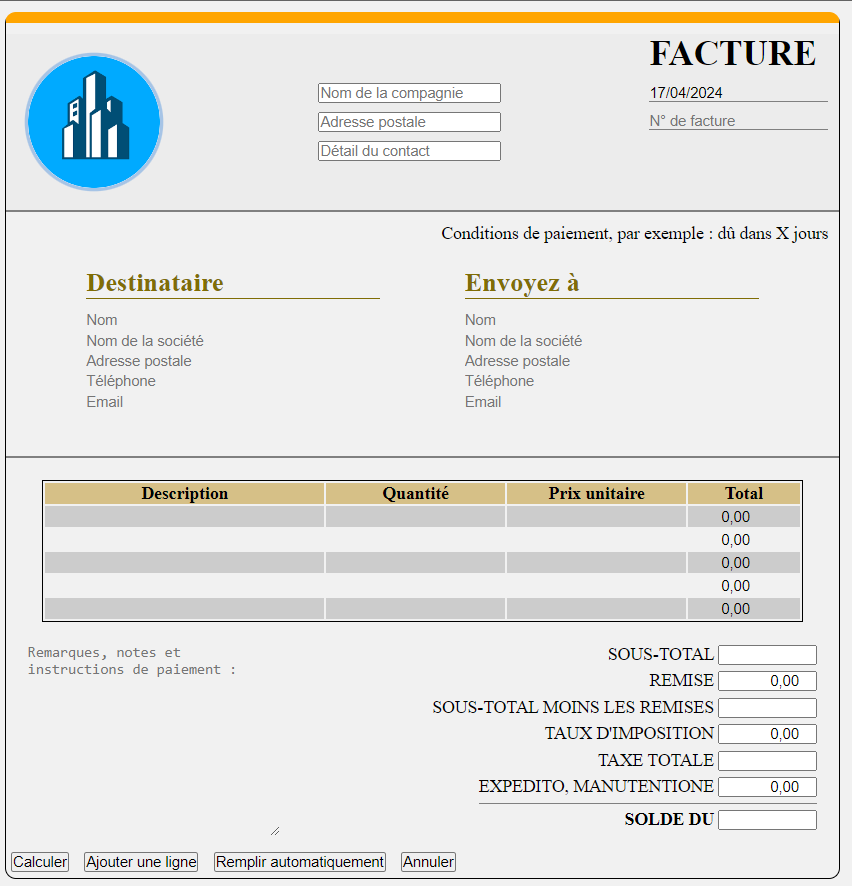 FACTURE
17/04/2024
N° de facture
Nom de la compagnie
Adresse postale
Détail du contact
Conditions de paiement, par exemple : dû dans X jours
Destinataire
Nom
Nom de la société
Adresse postale
Téléphone
Email
Envoyez à
Nom
Nom de la société
Adresse postale
Téléphone
Email
Description Quantité Prix unitaire Total
0,00
0,00
0,00
0,00
0,00
Remarques, notes et
instructions de paiement :
SOUS-TOTAL
REMISE 0,00
SOUS-TOTAL MOINS LES REMISES
TAUX D'IMPOSITION 0,00
TAXE TOTALE
EXPEDITO, MANUTENTIONE 0,00
SOLDE DU
Calculer Ajouter une ligne Remplir automatiquement Annuler